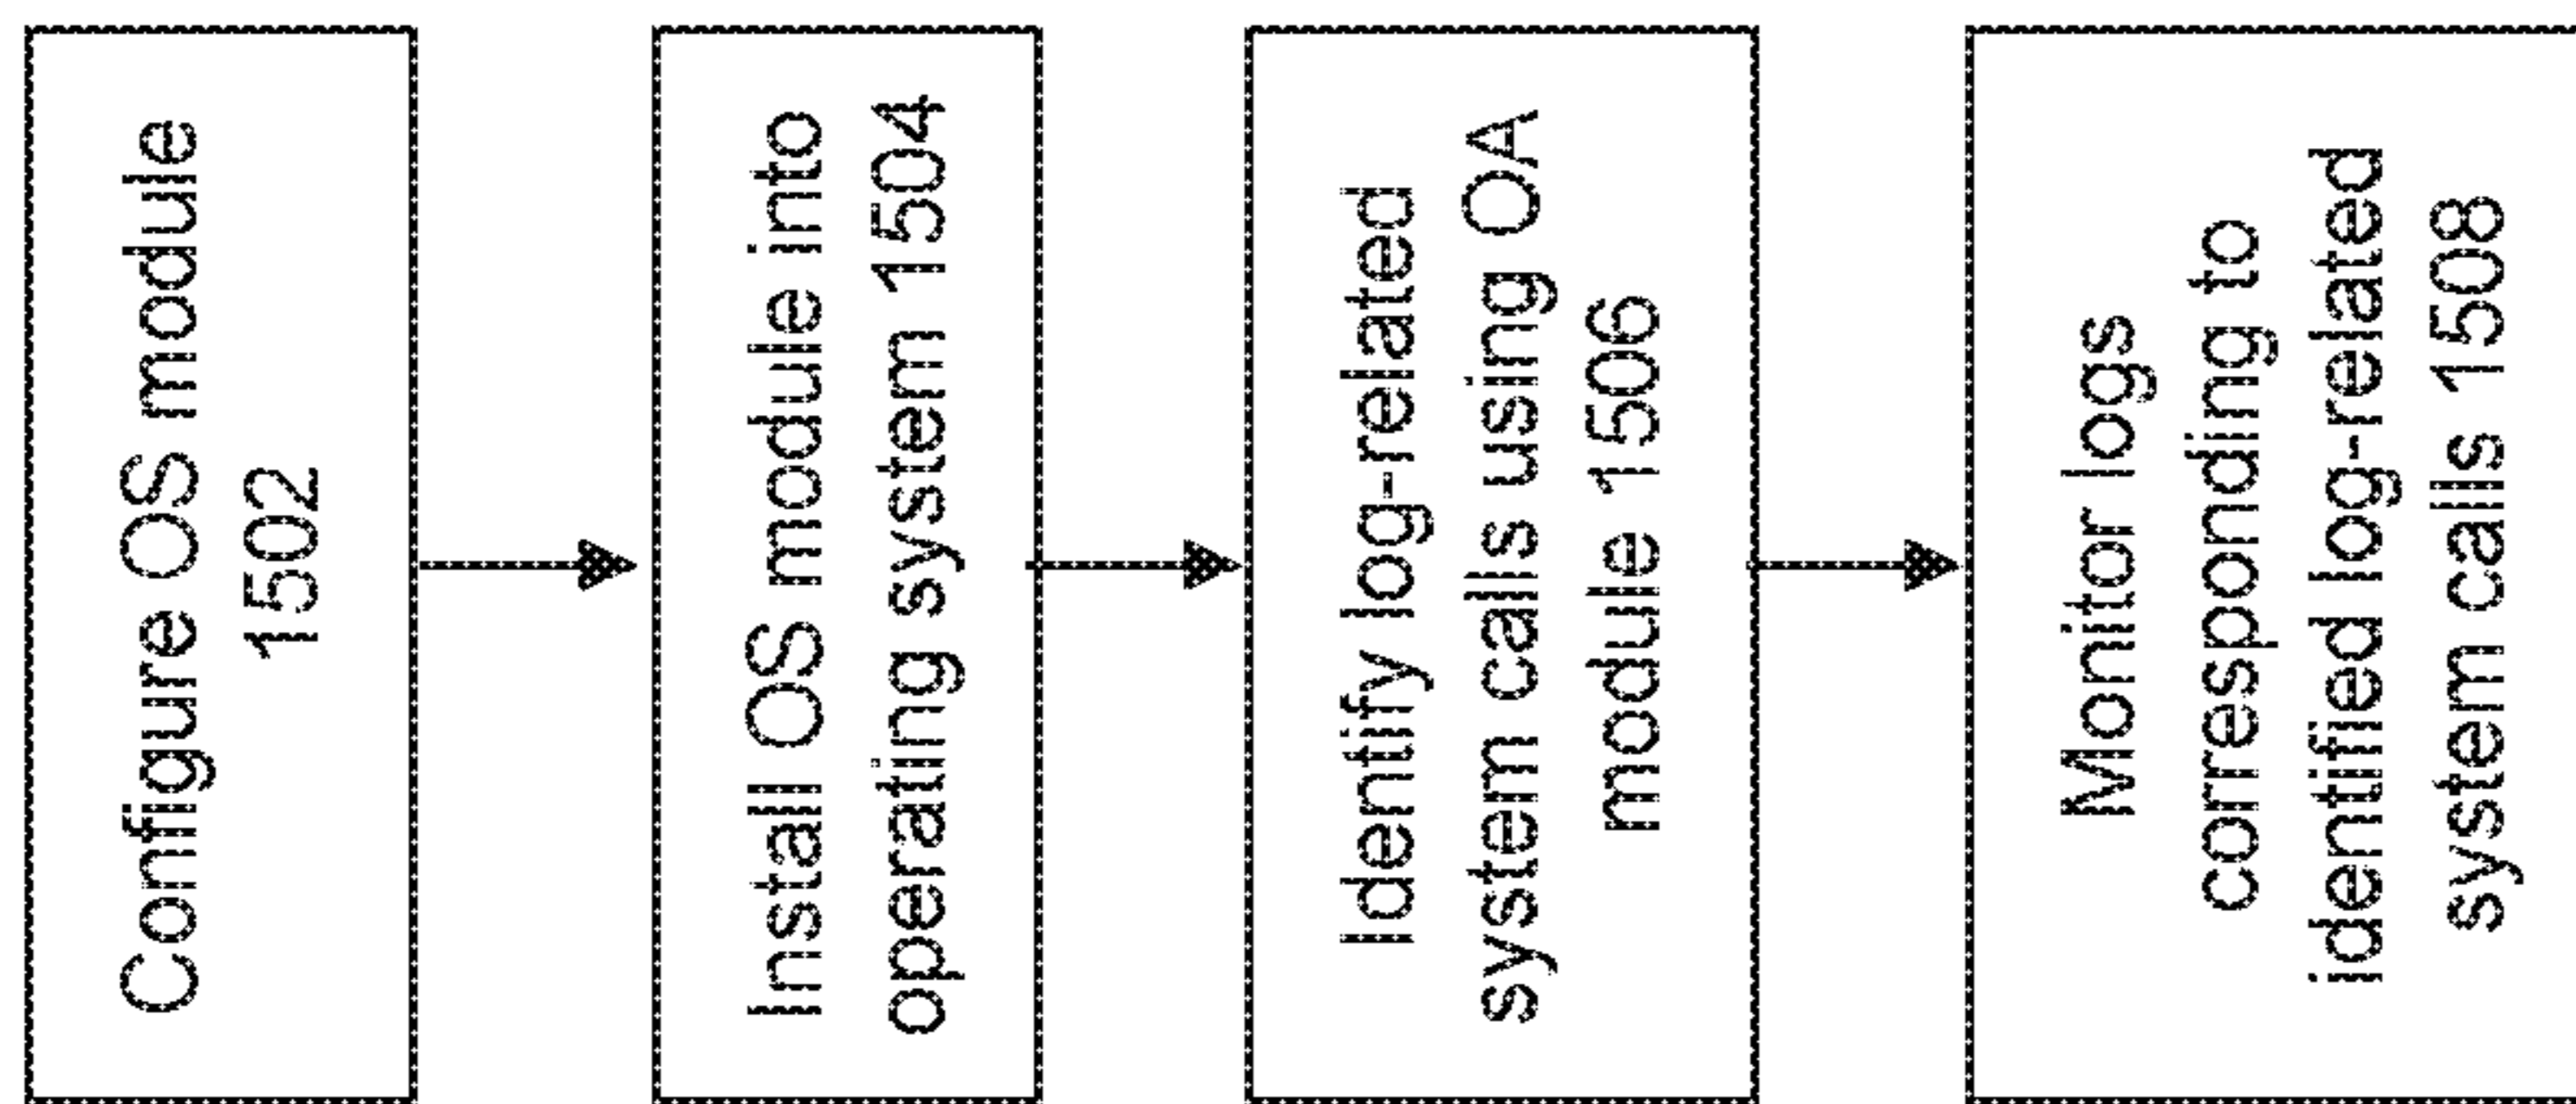 Configure OS module
1502
Install OS module into
operating system 1504
Identify log-related
system calls using OA
module 1506
Monitor logs
corresponding to
identified log-related
system calls 1508